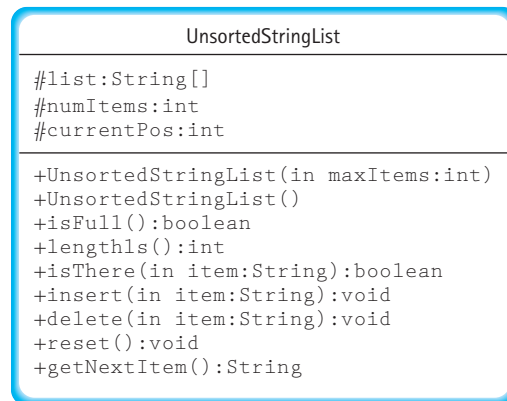 UnsortedStringList
#list:String[]
#numItems:int
#currentPos:int
+UnsortedStringList(in maxItems:int)
+UnsortedStringList()
+isFull():boolean
+lengthls():int
+isThere(in item:String):boolean
+insert(in item:String):void
+delete(in item:String):void
+reset():void
+getNextItem():String